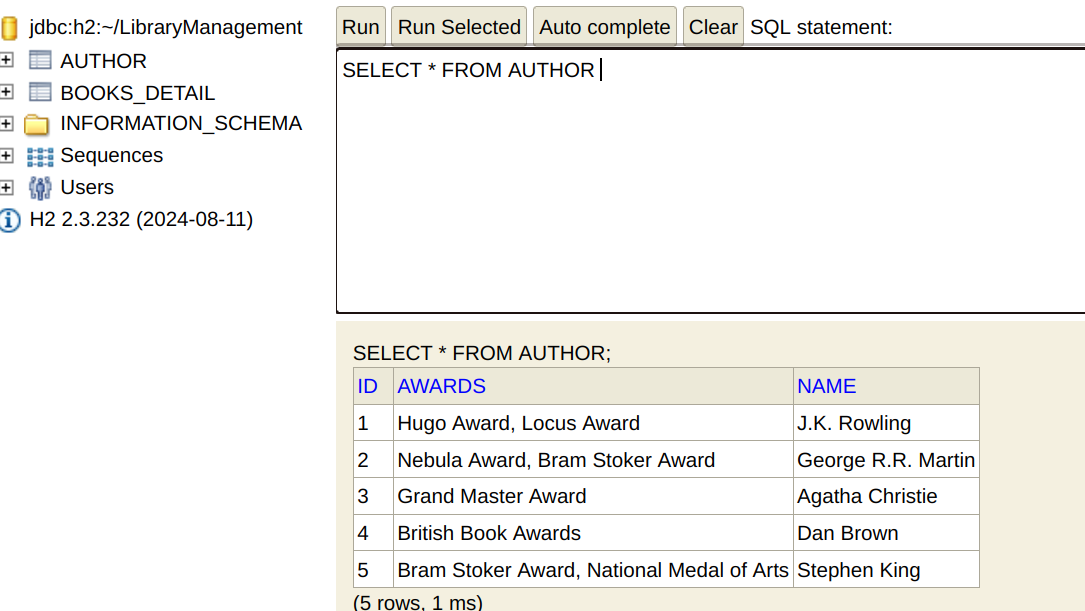 jdbc:h2:~/LibraryManagement
AUTHOR
BOOKS_DETAIL
INFORMATION_SCHEMA
Sequences
Users
H2 2.3.232 (2024-08-11)
Run Run Selected Auto complete Clear SQL statement:
SELECT * FROM AUTHOR
SELECT * FROM AUTHOR;
ID AWARDS NAME
1 Hugo Award, Locus Award J.K. Rowling
2 Nebula Award, Bram Stoker Award George R.R. Martin
3 Grand Master Award Agatha Christie
4 British Book Awards Dan Brown
5 Bram Stoker Award, National Medal of Arts Stephen King
(5 rows, 1 ms)